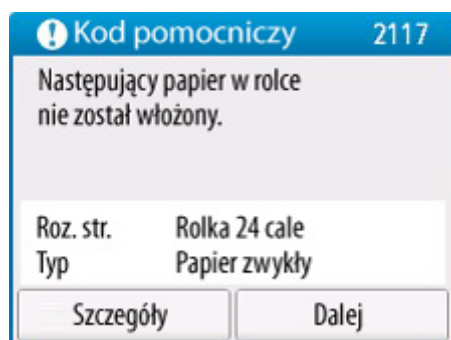 Kod pomocniczy 2117
Następujący papier w rolce
nie został włożony.
Roz. str. Rolka 24 cale
Typ Papier zwykły
Szczegóły Dalej